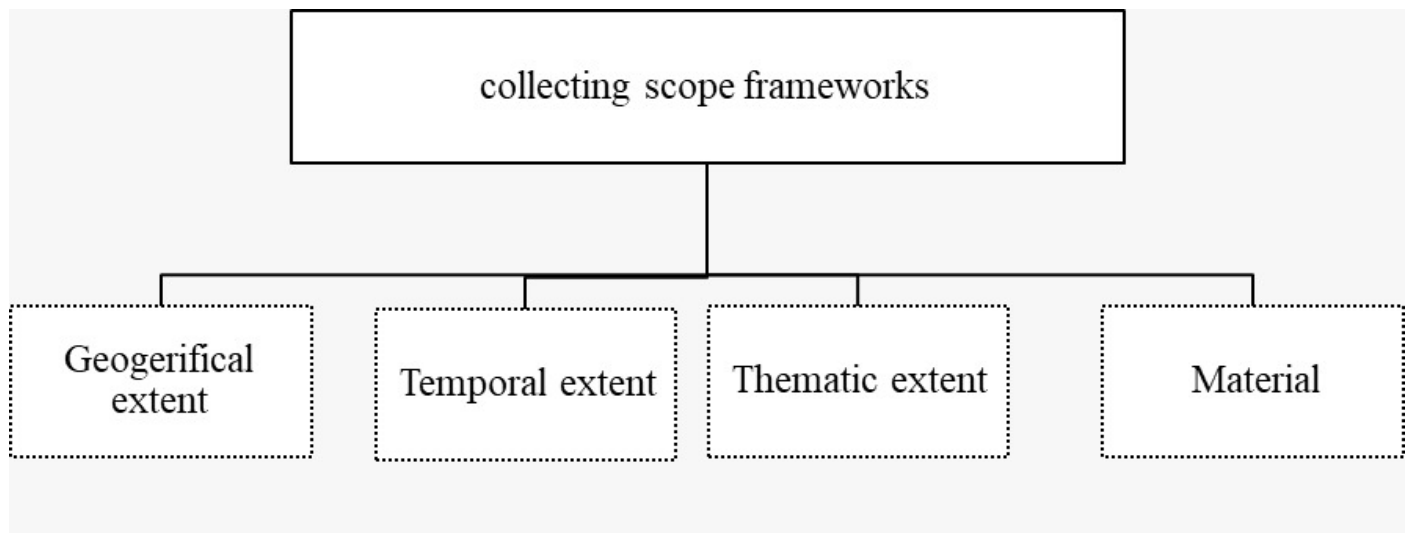 collecting scope frameworks
Geogerifical
extent
Temporal extent
Thematic extent
Material